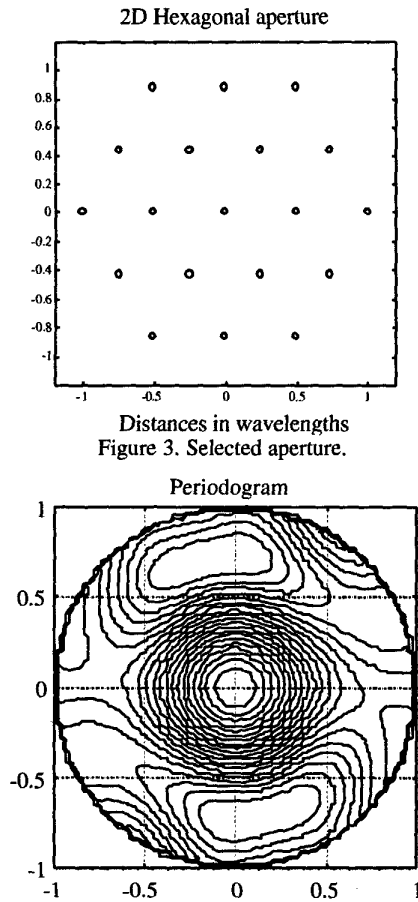 2D Hexagonal aperture
1
0.8
0.6
0.4
0.2
0
-0.2
-0.4
-0.6
-0.8
-1
-1 -0.5 0 0.5 1
Distances in wavelengths
Figure 3. Selected aperture.
Periodogram
1
0.5
0
-0.5
-1
-1 -0.5 0 0.5 1